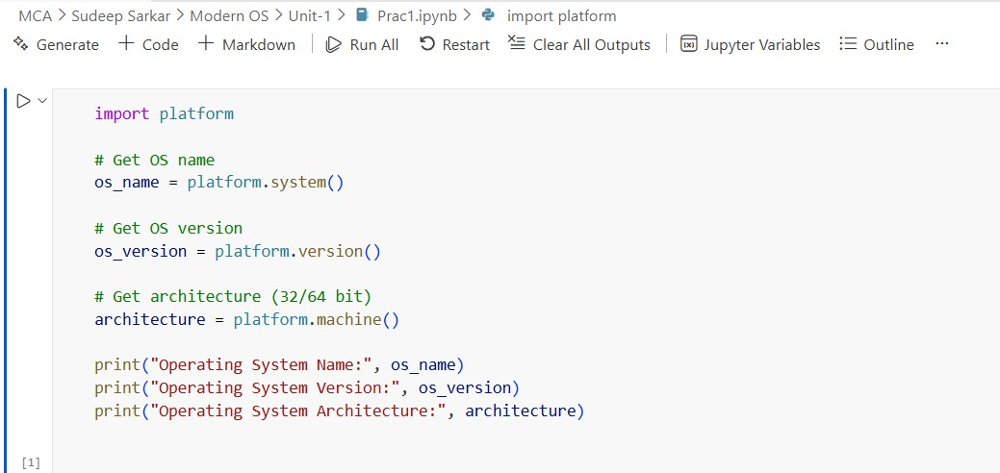 MCA > Sudeep Sarkar > Modern OS > Unit-1 > Prac1.ipynb > import platform
Generate + Code + Markdown | Run All Restart Clear All Outputs | Jupyter Variables Outline ...
import platform
# Get OS name
os_name = platform.system()
# Get OS version
os_version = platform.version()
# Get architecture (32/64 bit)
architecture = platform.machine()
print("Operating System Name:", os_name)
print("Operating System Version:", os_version)
print("Operating System Architecture:", architecture)
[1]